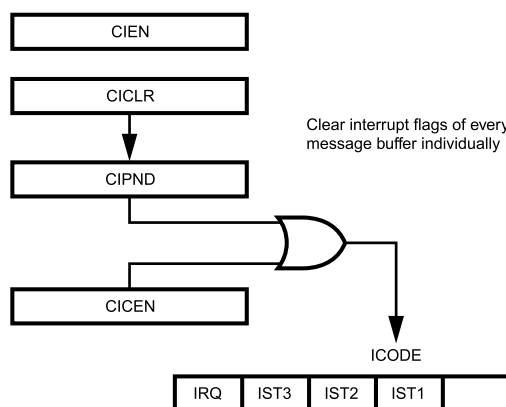 CIEN
CICLR
Clear interrupt flags of every
message buffer individually
CIPND
CICEN
ICODE
IRQ IST3 IST2 IST1